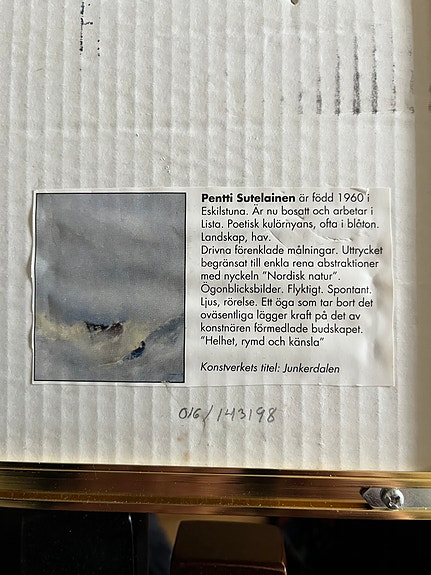 Pentti Sutelainen är född 1960 i
Eskilstuna. Är nu bosatt och arbetar i
Lista. Poetisk kulörnyans, ofta i blåton.
Landskap, hav.
Drivna förenklade målningar. Uttrycket
begränsat till enkla rena abstraktioner
med nyckeln "Nordisk natur".
Ögonblicksbilder. Flyktigt. Spontant.
Ljus, rörelse. Ett öga som tar bort det
oväsentliga lägger kraft på det av
konstnären förmedlade budskapet.
"Helhet, rymd och känsla"
Konstverkets titel: Junkerdalen
016/143198